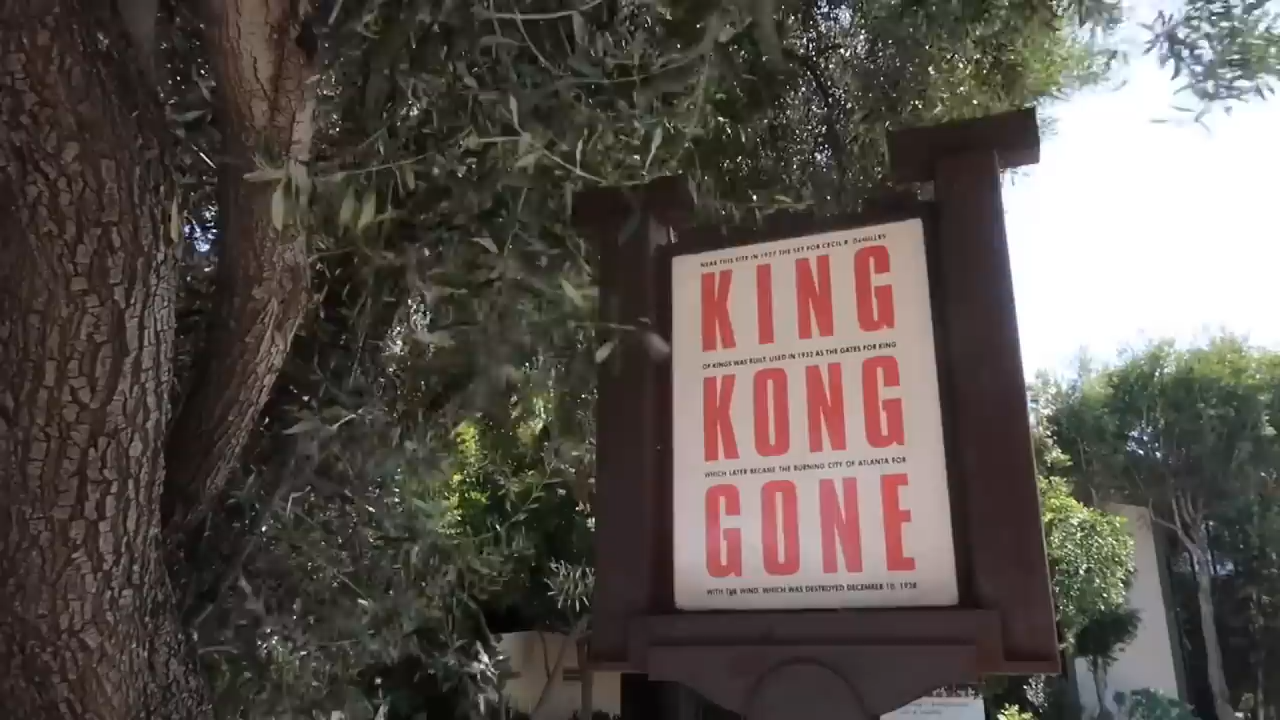 NEAR THIS SITE IN 1927 THE SET FOR CECIL B. DeMILLE'S
KING
OF KINGS WAS BUILT. USED IN 1932 AS THE GATES FOR KING
KONG
WHICH LATER BECAME THE BURNING CITY OF ATLANTA FOR
GONE
WITH THE WIND, WHICH WAS DESTROYED DECEMBER 10, 1938